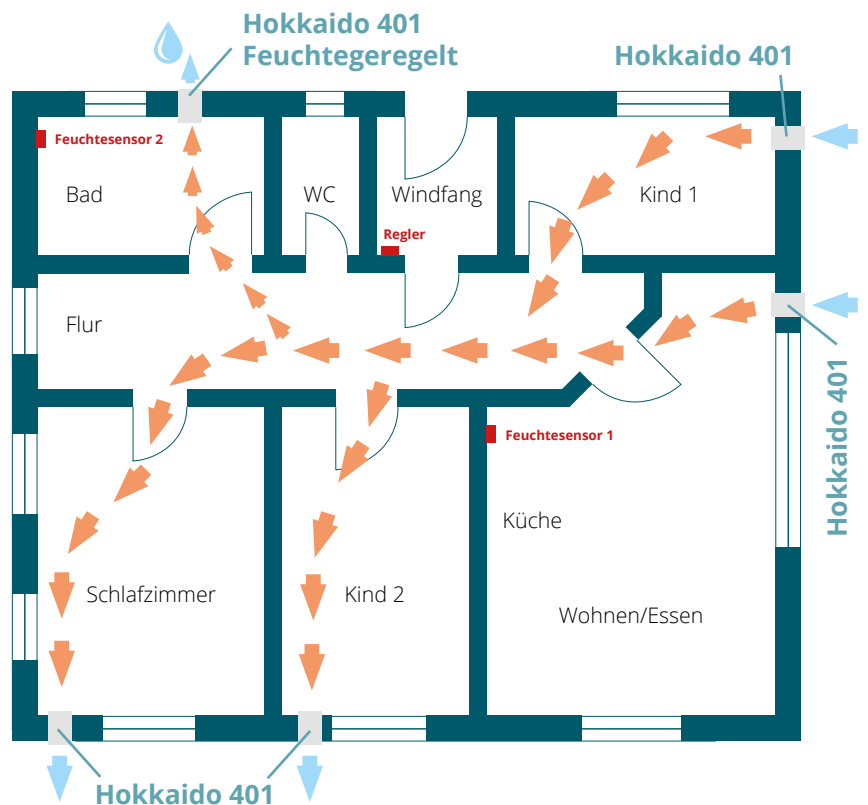 Hokkaido 401
Feuchtegeregelt
Hokkaido 401
Feuchtesensor 2
Bad
WC
Windfang
Kind 1
Regler
Flur
Hokkaido 401
Feuchtesensor 1
Küche
Schlafzimmer
Kind 2
Wohnen/Essen
Hokkaido 401